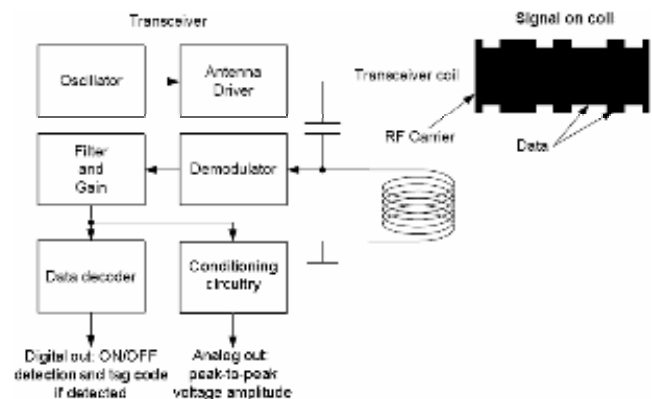 Transceiver
Signal on coil
Oscillator
Antenna
Driver
Transceiver coil
RF Carrier
Data
Filter
and
Gain
Demodulator
Data decoder
Conditioning
circuitry
Digital out: ON/OFF
detection and tag code
if detected
Analog out:
peak-to-peak
voltage amplitude